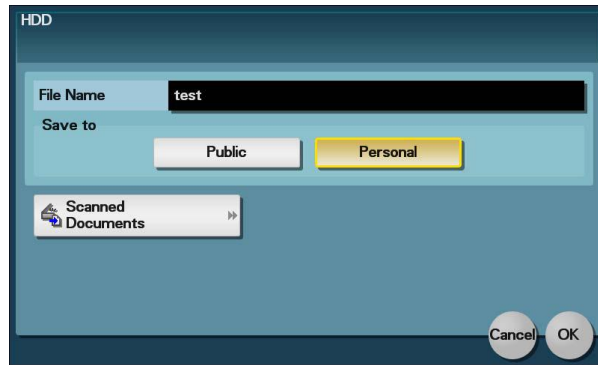 HDD
File Name test
Save to
Public Personal
Scanned
Documents
Cancel OK